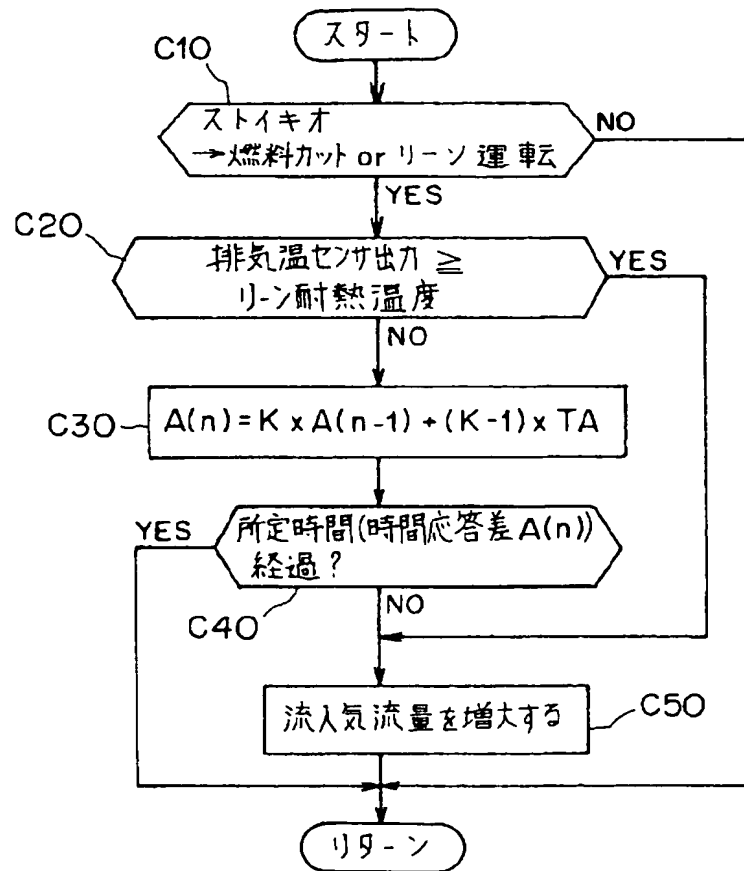 スタート
C10
ストイキオ
→燃料カット or リーン運転
NO
YES
C20
排気温センサ出力 ≧
リーン耐熱温度
YES
NO
C30
A(n) = K x A(n-1) + (K-1) x TA
YES
所定時間(時間応答差A(n))
経過?
C40
NO
流入気流量を増大する
C50
リターン